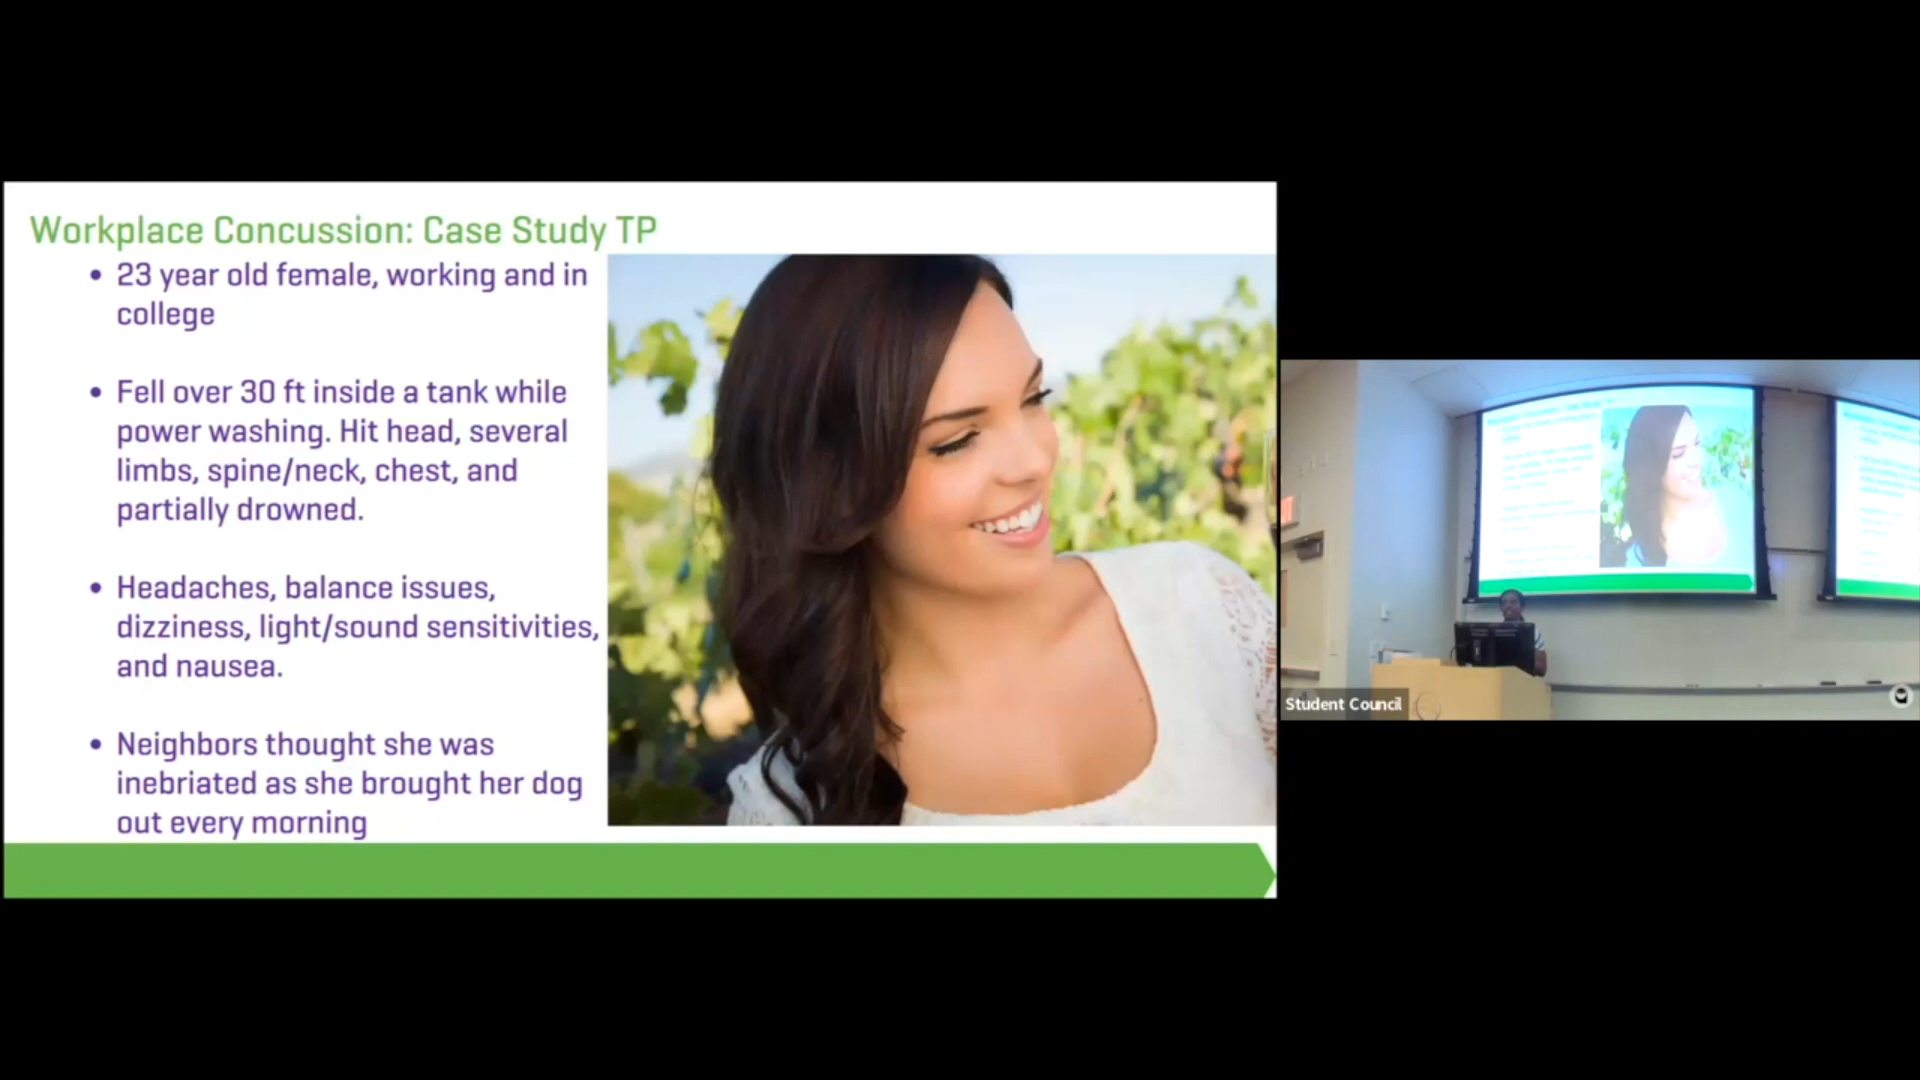 Workplace Concussion: Case Study TP
• 23 year old female, working and in
college
• Fell over 30 ft inside a tank while
power washing. Hit head, several
limbs, spine/neck, chest, and
partially drowned.
• Headaches, balance issues,
dizziness, light/sound sensitivities,
and nausea.
• Neighbors thought she was
inebriated as she brought her dog
out every morning
Student Council